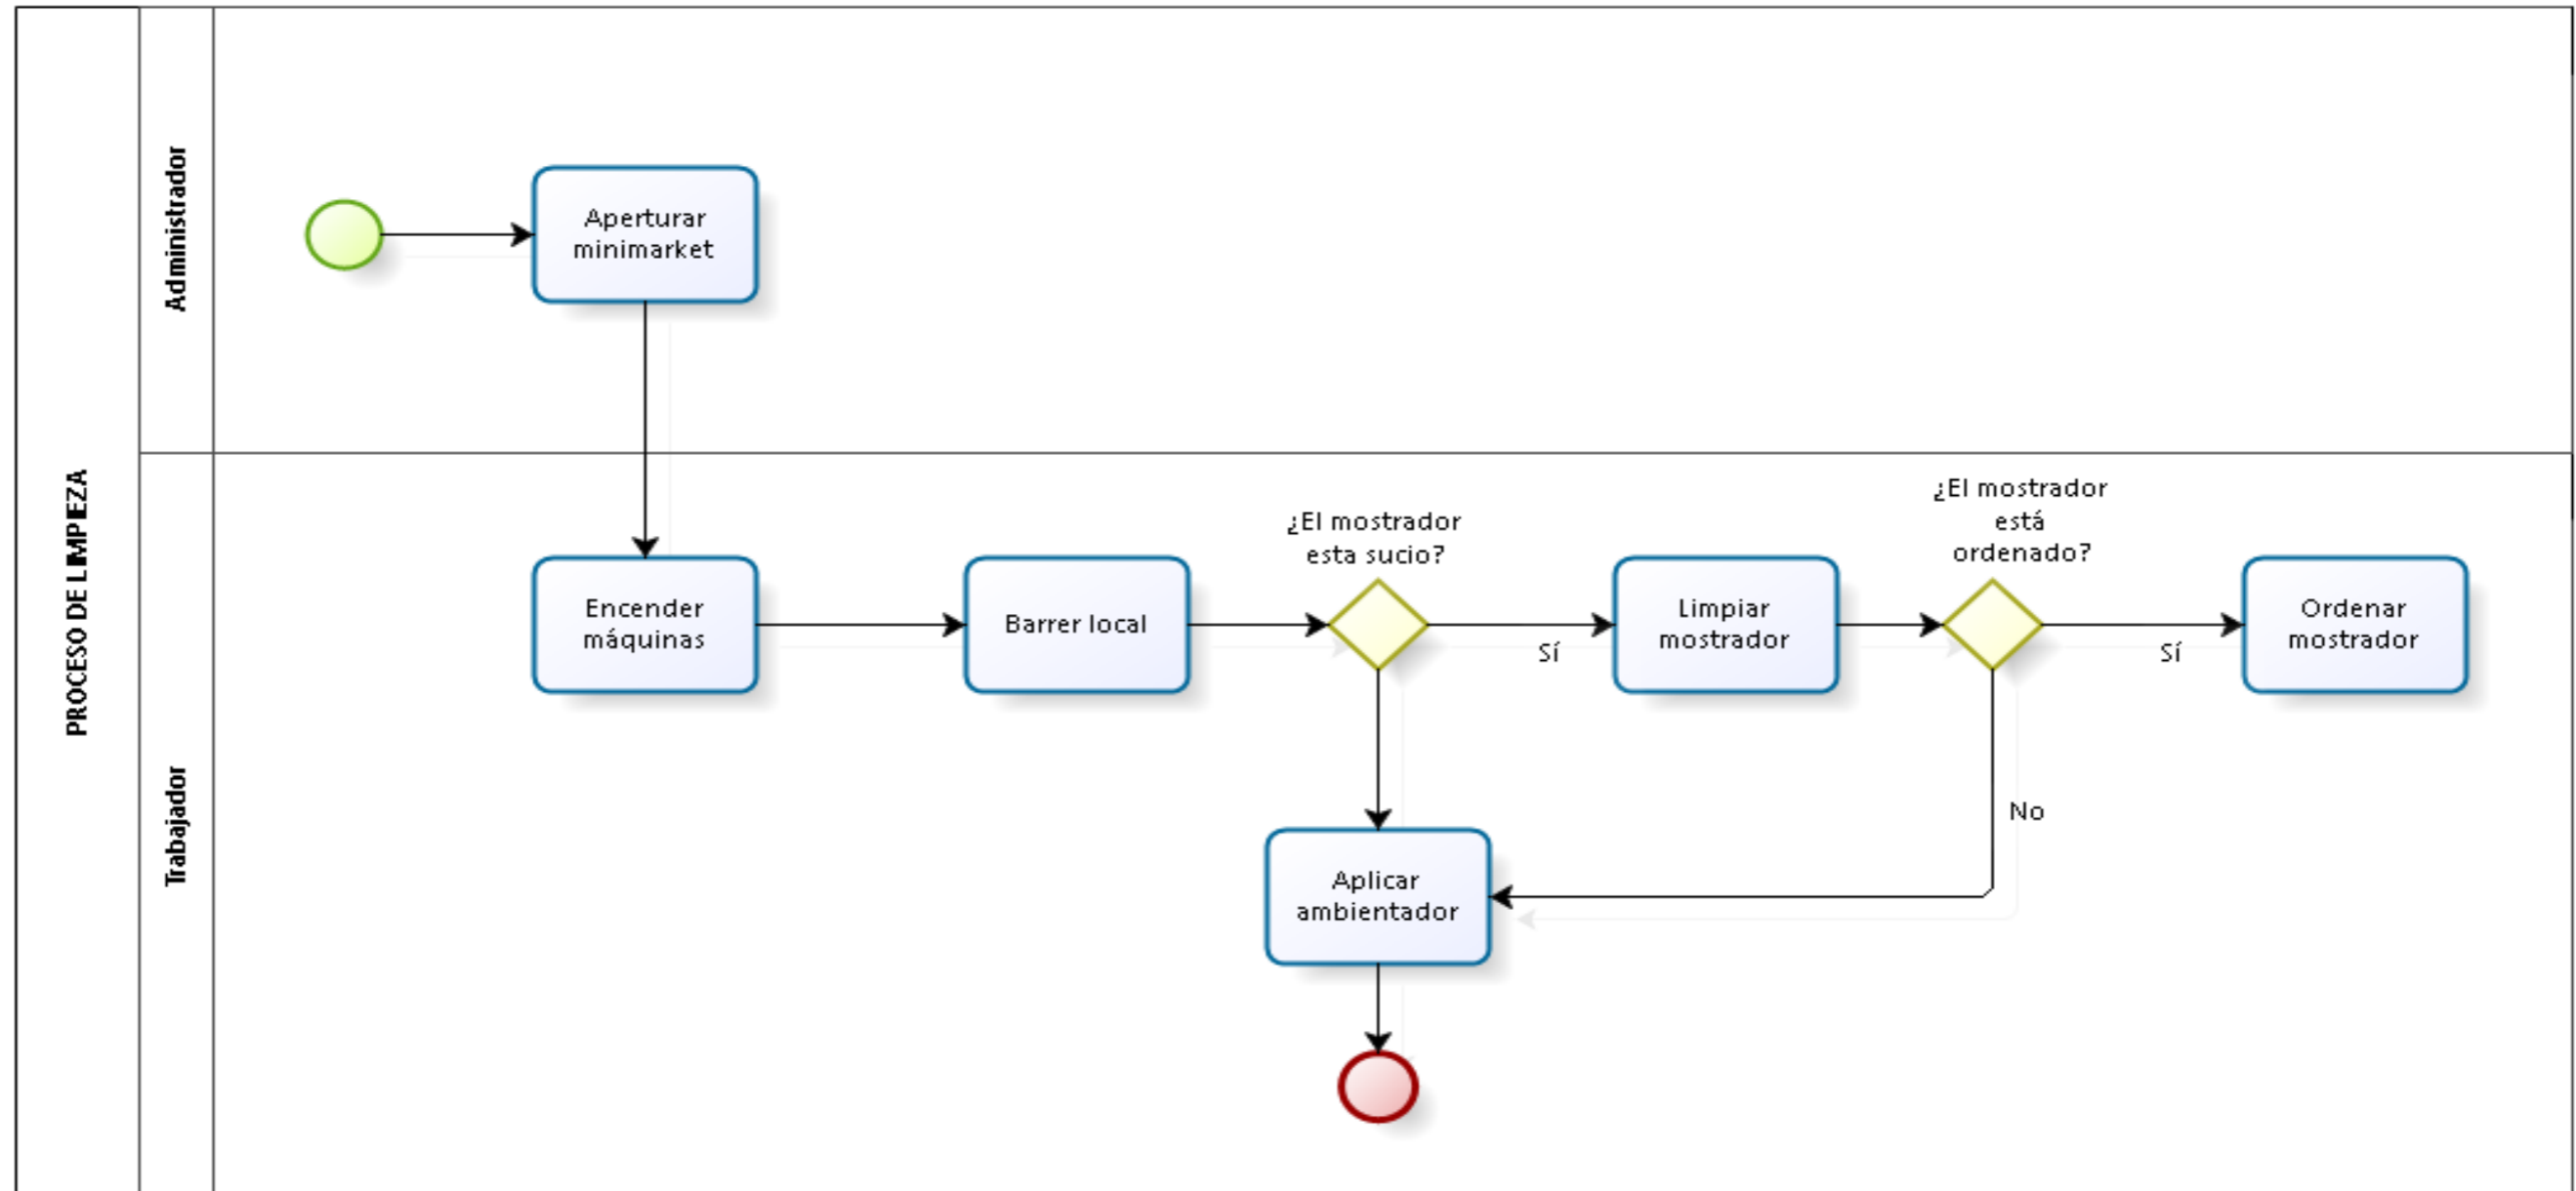 PROCESO DE LIMPEZA
Administrador
Aperturar
minimarket
Trabajador
Encender
máquinas
Barrer local
¿El mostrador
esta sucio?
Sí
Limpiar
mostrador
¿El mostrador
está
ordenado?
Sí
Ordenar
mostrador
No
Aplicar
ambientador